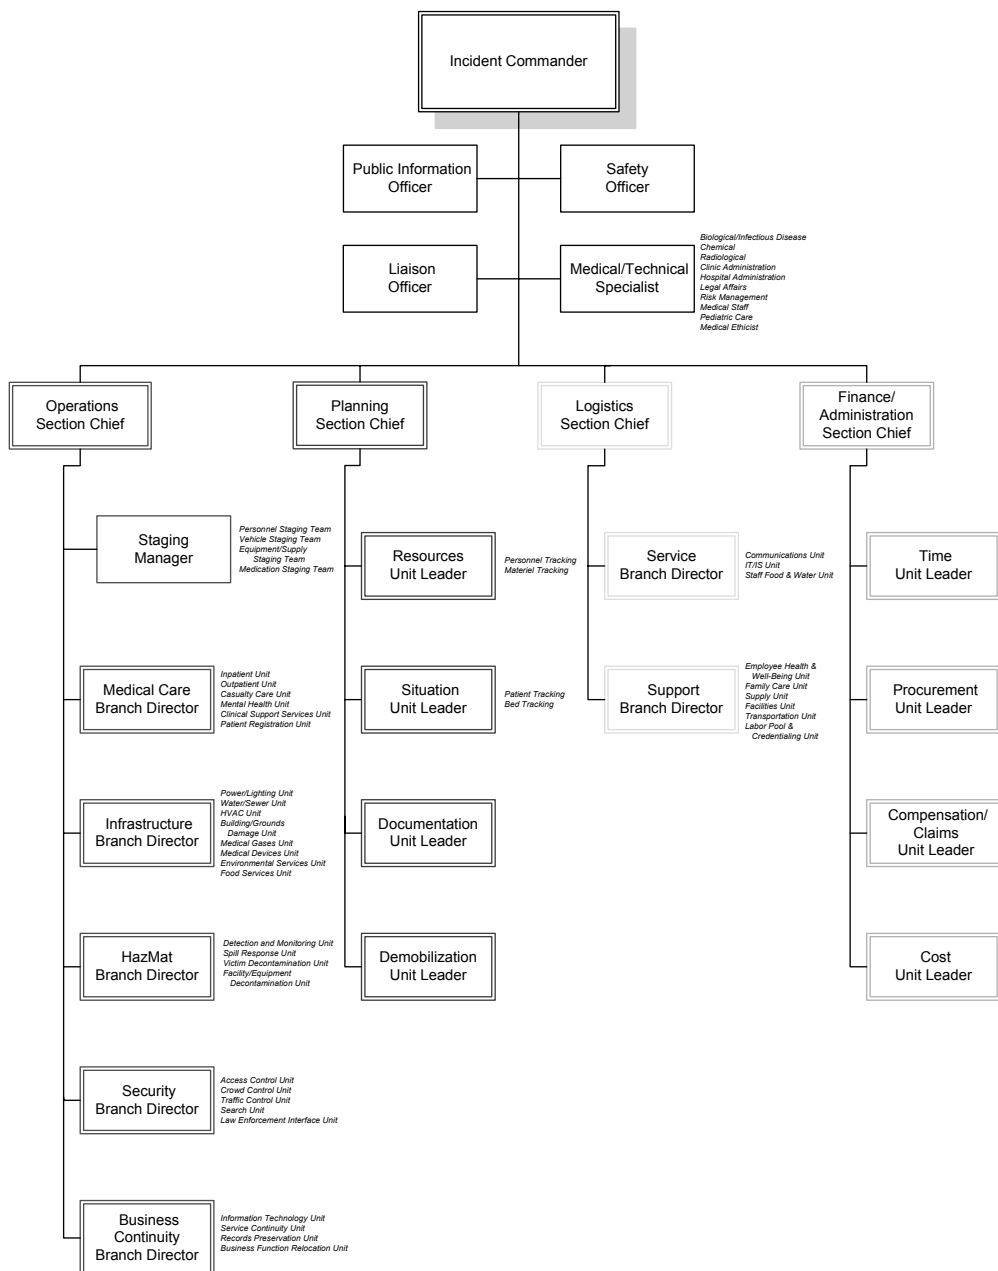 Incident Commander
Public Information
Officer
Safety
Officer
Liaison
Officer
Medical/Technical
Specialist
Biological/Infectious Disease
Chemical
Radiological
Clinic Administration
Hospital Administration
Legal Affairs
Risk Management
Medical Staff
Pediatric Care
Medical Ethicist
Operations
Section Chief
Planning
Section Chief
Logistics
Section Chief
Finance/
Administration
Section Chief
Staging
Manager
Personnel Staging Team
Vehicle Staging Team
Equipment/Supply
Staging Team
Medication Staging Team
Resources
Unit Leader
Personnel Tracking
Materiel Tracking
Service
Branch Director
Communications Unit
IT/IS Unit
Staff Food & Water Unit
Time
Unit Leader
Medical Care
Branch Director
Inpatient Unit
Outpatient Unit
Casualty Care Unit
Mental Health Unit
Clinical Support Services Unit
Patient Registration Unit
Situation
Unit Leader
Patient Tracking
Bed Tracking
Support
Branch Director
Employee Health &
Well-Being Unit
Family Care Unit
Supply Unit
Facilities Unit
Transportation Unit
Labor Pool &
Credentialing Unit
Procurement
Unit Leader
Infrastructure
Branch Director
Power/Lighting Unit
Water/Sewer Unit
HVAC Unit
Building/Grounds
Damage Unit
Medical Gases Unit
Medical Devices Unit
Environmental Services Unit
Food Services Unit
Documentation
Unit Leader
Compensation/
Claims
Unit Leader
HazMat
Branch Director
Detection and Monitoring Unit
Spill Response Unit
Victim Decontamination Unit
Facility/Equipment
Decontamination Unit
Demobilization
Unit Leader
Cost
Unit Leader
Security
Branch Director
Access Control Unit
Crowd Control Unit
Traffic Control Unit
Search Unit
Law Enforcement Interface Unit
Business
Continuity
Branch Director
Information Technology Unit
Service Continuity Unit
Records Preservation Unit
Business Function Relocation Unit